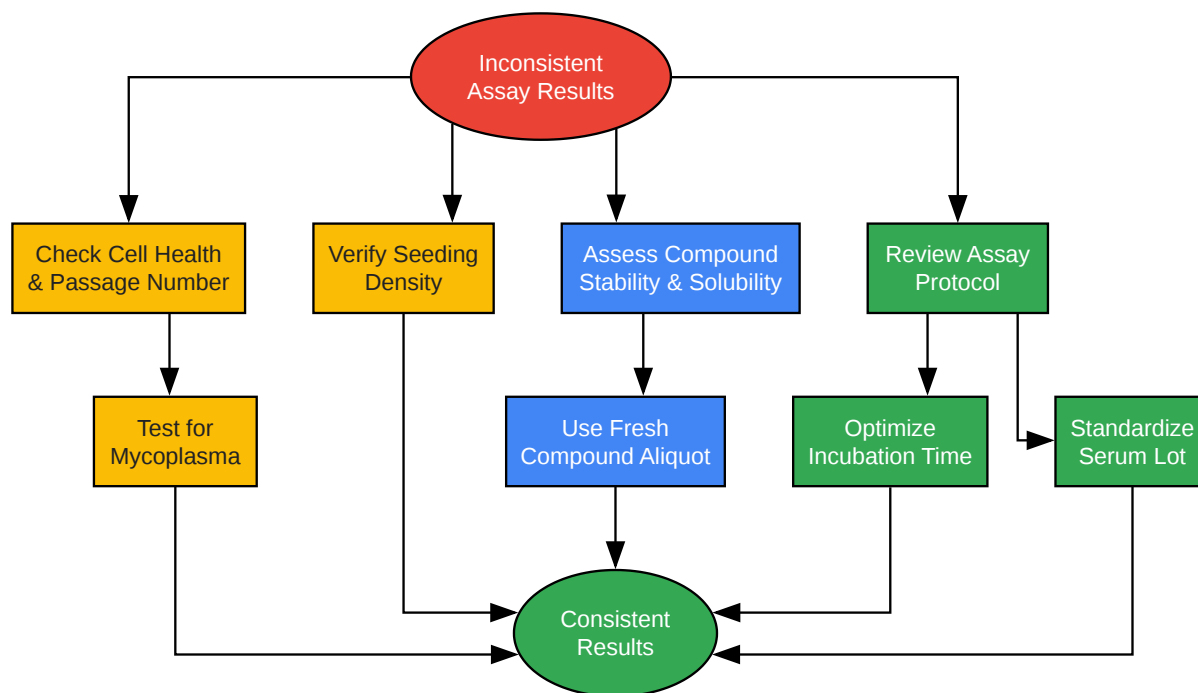 Inconsistent
Assay Results
Check Cell Health
& Passage Number
Verify Seeding
Density
Assess Compound
Stability & Solubility
Review Assay
Protocol
Test for
Mycoplasma
Use Fresh
Compound Aliquot
Optimize
Incubation Time
Standardize
Serum Lot
Consistent
Results